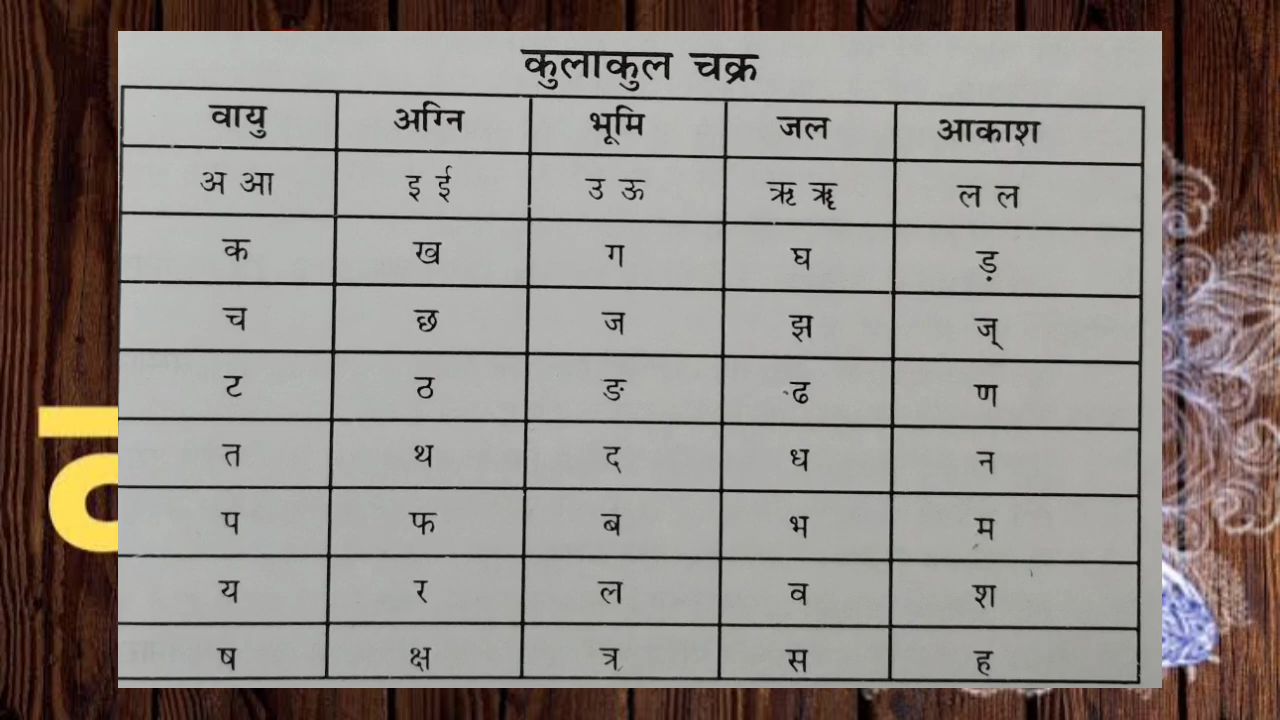 कुलाकुल चक्र
वायु अग्नि भूमि जल आकाश
अ आ इ ई उ ऊ ऋ ॠ ल ल
क ख ग घ ड़
च छ ज झ ज्
ट ठ ङ ढ ण
त थ द ध न
प फ ब भ म
य र ल व श
ष क्ष त्र स ह